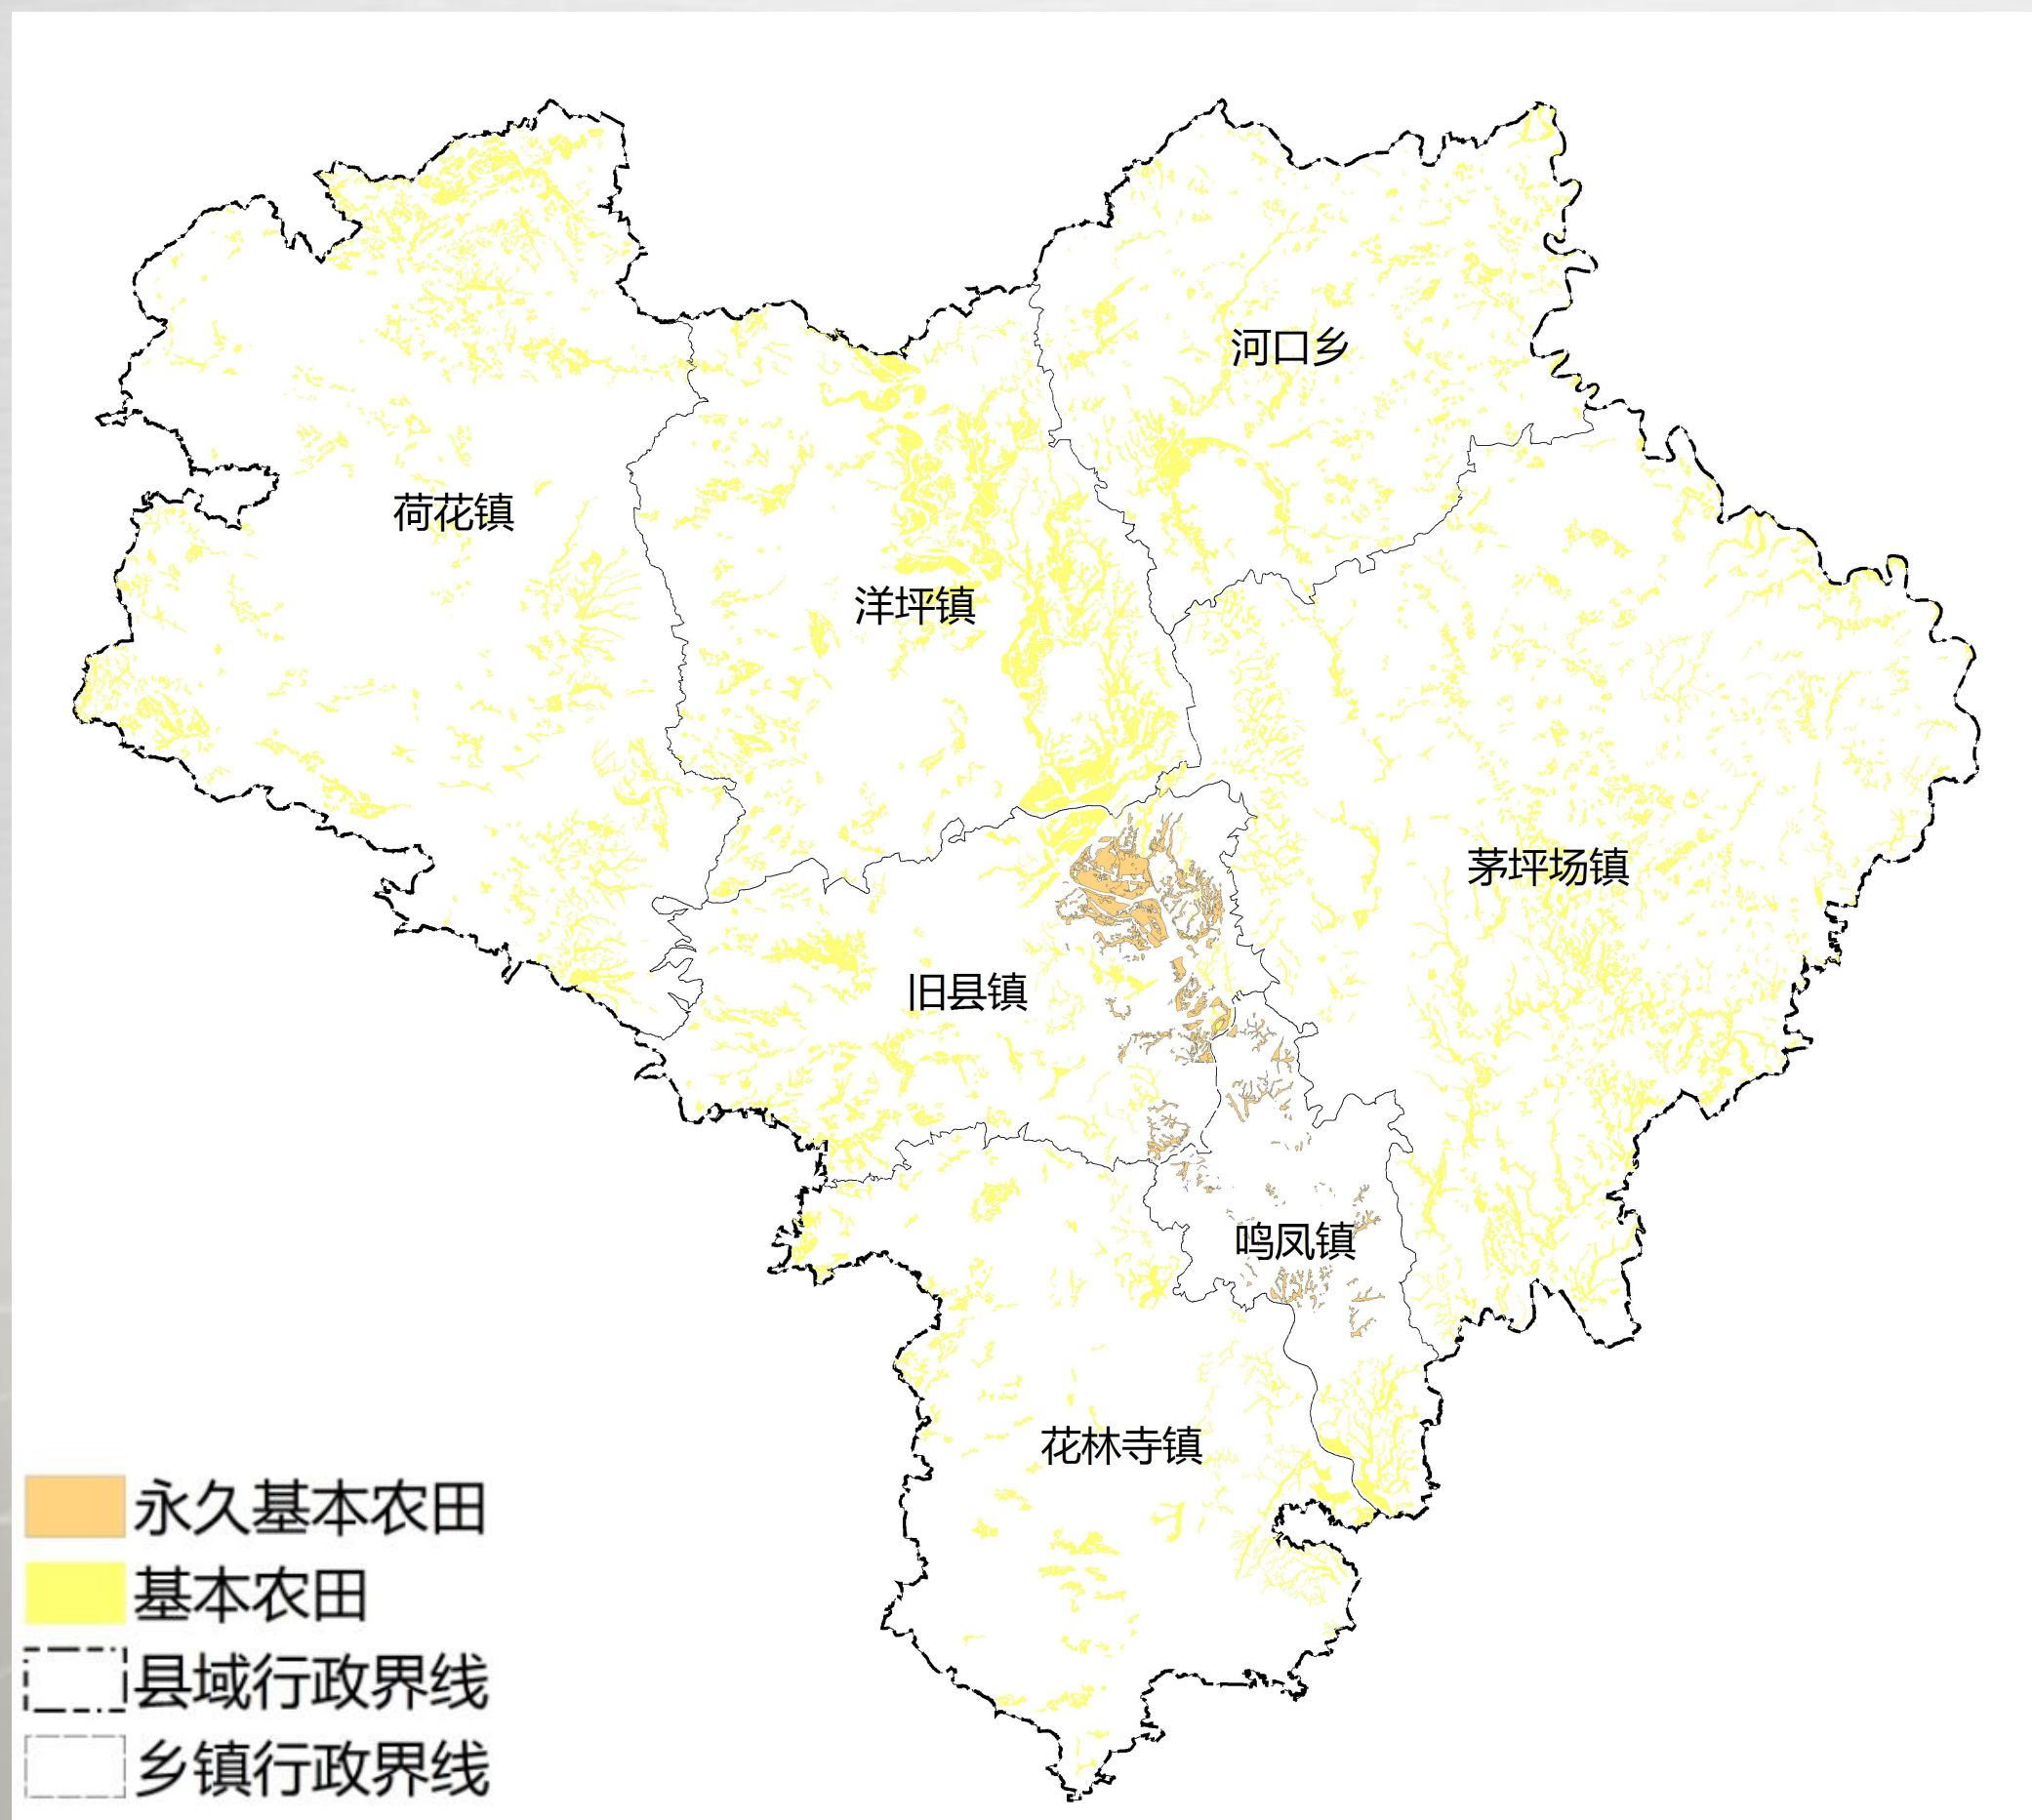 河口乡
荷花镇
洋坪镇
茅坪场镇
旧县镇
鸣凤镇
花林寺镇
永久基本农田
基本农田
县域行政界线
乡镇行政界线